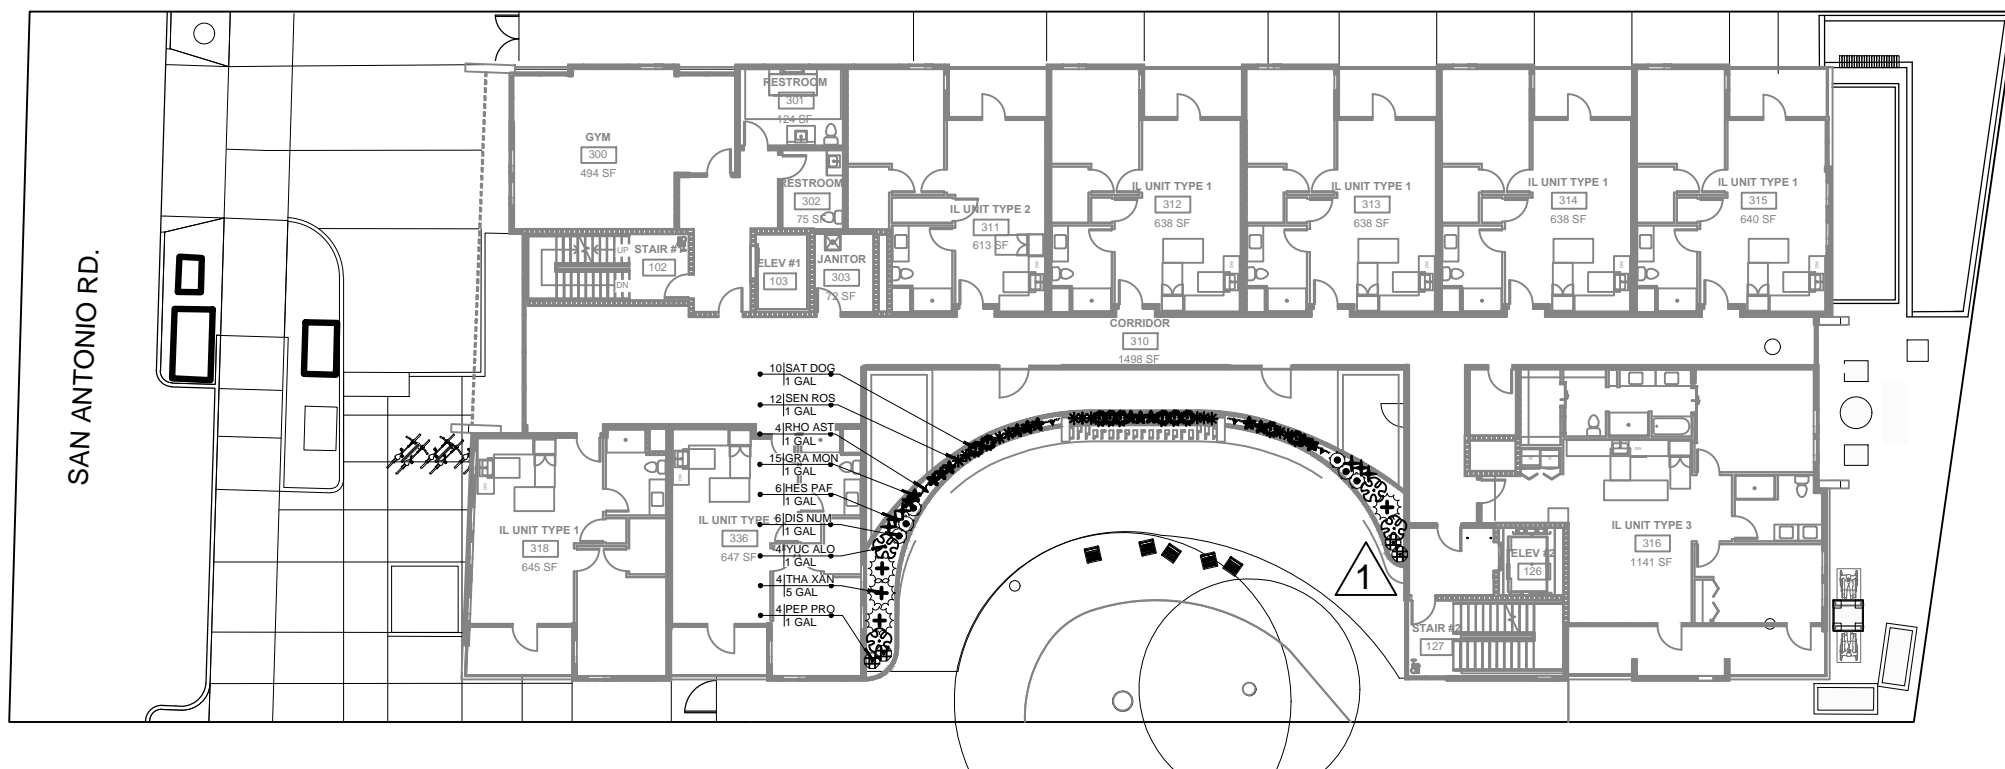 SAN ANTONIO RD.
GYM
300
494 SF
RESTROOM
301
124 SF
RESTROOM
302
75 SF
STAIR #1
102
UP
DN
ELEV #1
103
JANITOR
303
72 SF
IL UNIT TYPE 2
311
613 SF
IL UNIT TYPE 1
312
638 SF
IL UNIT TYPE 1
313
638 SF
IL UNIT TYPE 1
314
638 SF
IL UNIT TYPE 1
315
640 SF
CORRIDOR
310
1498 SF
10 SAT DOG
1 GAL
12 SEN ROS
1 GAL
4 RHO AST
1 GAL
15 GRA MON
1 GAL
6 HES PAF
1 GAL
6 DIS NUM
1 GAL
4 YUC ALO
1 GAL
4 THA XAN
5 GAL
4 PEP PRO
1 GAL
IL UNIT TYPE 1
318
645 SF
IL UNIT TYPE
336
647 SF
1
ELEV #2
126
STAIR #2
127
IL UNIT TYPE 3
316
1141 SF